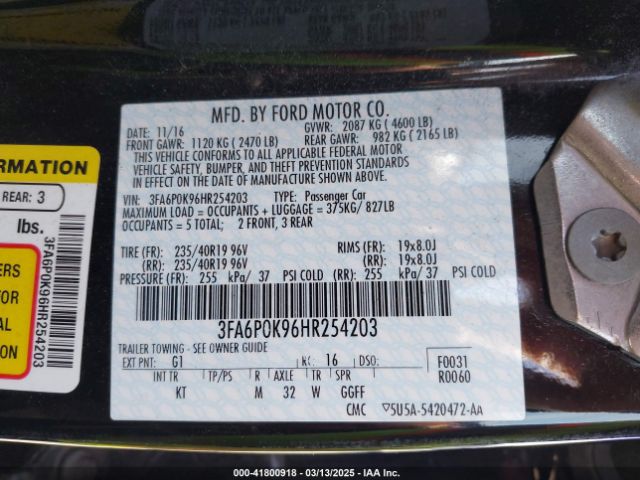 MFD. BY FORD MOTOR CO.
DATE: 11/16 GVWR: 2087 KG ( 4600 LB)
FRONT GAWR: 1120 KG ( 2470 LB) REAR GAWR: 982 KG ( 2165 LB)
THIS VEHICLE CONFORMS TO ALL APPLICABLE FEDERAL MOTOR
VEHICLE SAFETY, BUMPER, AND THEFT PREVENTION STANDARDS
IN EFFECT ON THE DATE OF MANUFACTURE SHOWN ABOVE.
VIN: 3FA6P0K96HR254203 TYPE: Passenger Car
MAXIMUM LOAD = OCCUPANTS + LUGGAGE = 375KG/ 827LB
OCCUPANTS = 5 TOTAL; 2 FRONT, 3 REAR
TIRE (FR): 235/40R19 96V RIMS (FR): 19x8.0J
(RR): 235/40R19 96V (RR): 19x8.0J
PRESSURE (FR): 255 kPa/ 37 PSI COLD (RR): 255 kPa/ 37 PSI COLD
3FA6P0K96HR254203
TRAILER TOWING - SEE OWNER GUIDE
EXT PNT: G1 RC: 16 DSO: F0031
INT TR TP/PS R AXLE TR SPR R0060
KT M 32 W GGFF
CMC ▽5U5A-5420472-AA
RMATION
REAR: 3
lbs.
3FA6P0K96HR254203
ERS
FOR
IONAL
000-41800918 - 03/13/2025 - IAA Inc.